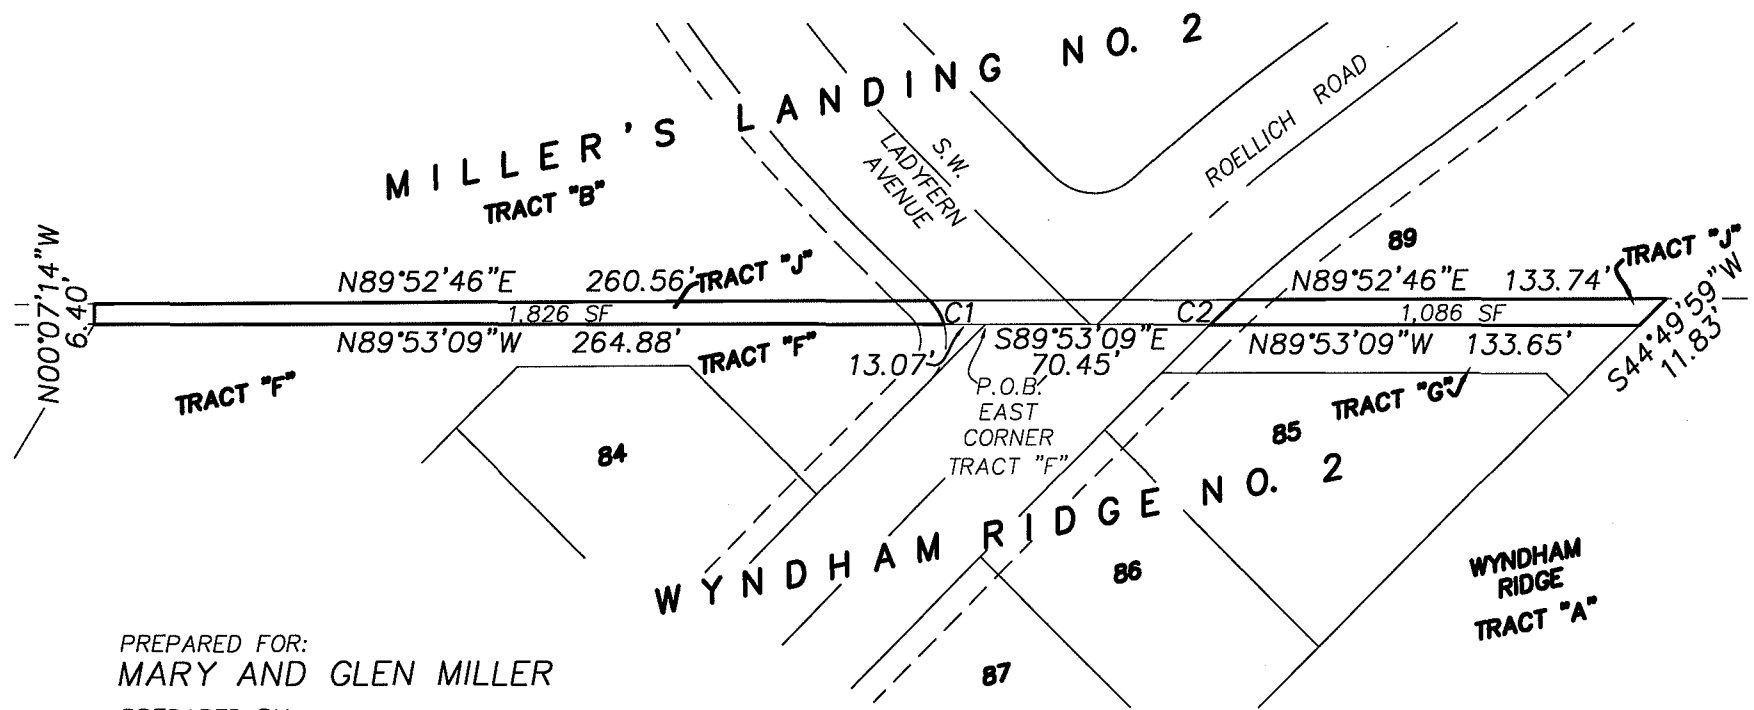 MILLER'S LANDING NO. 2
TRACT "B"
S.W.
LADYFERN
AVENUE
ROELLICH ROAD
89
N00°07'14"W
6.40'
N89°52'46"E 260.56'
TRACT "J"
1,826 SF
C1
C2
N89°52'46"E 133.74'
TRACT "J"
1,086 SF
N89°53'09"W 264.88'
TRACT "F"
13.07'
S89°53'09"E
70.45'
N89°53'09"W 133.65'
S44°49'59"W
11.83'
TRACT "F"
P.O.B.
EAST
CORNER
TRACT "F"
TRACT "G"
84
85
WYNDHAM RIDGE NO. 2
86
87
WYNDHAM
RIDGE
TRACT "A"
PREPARED FOR:
MARY AND GLEN MILLER